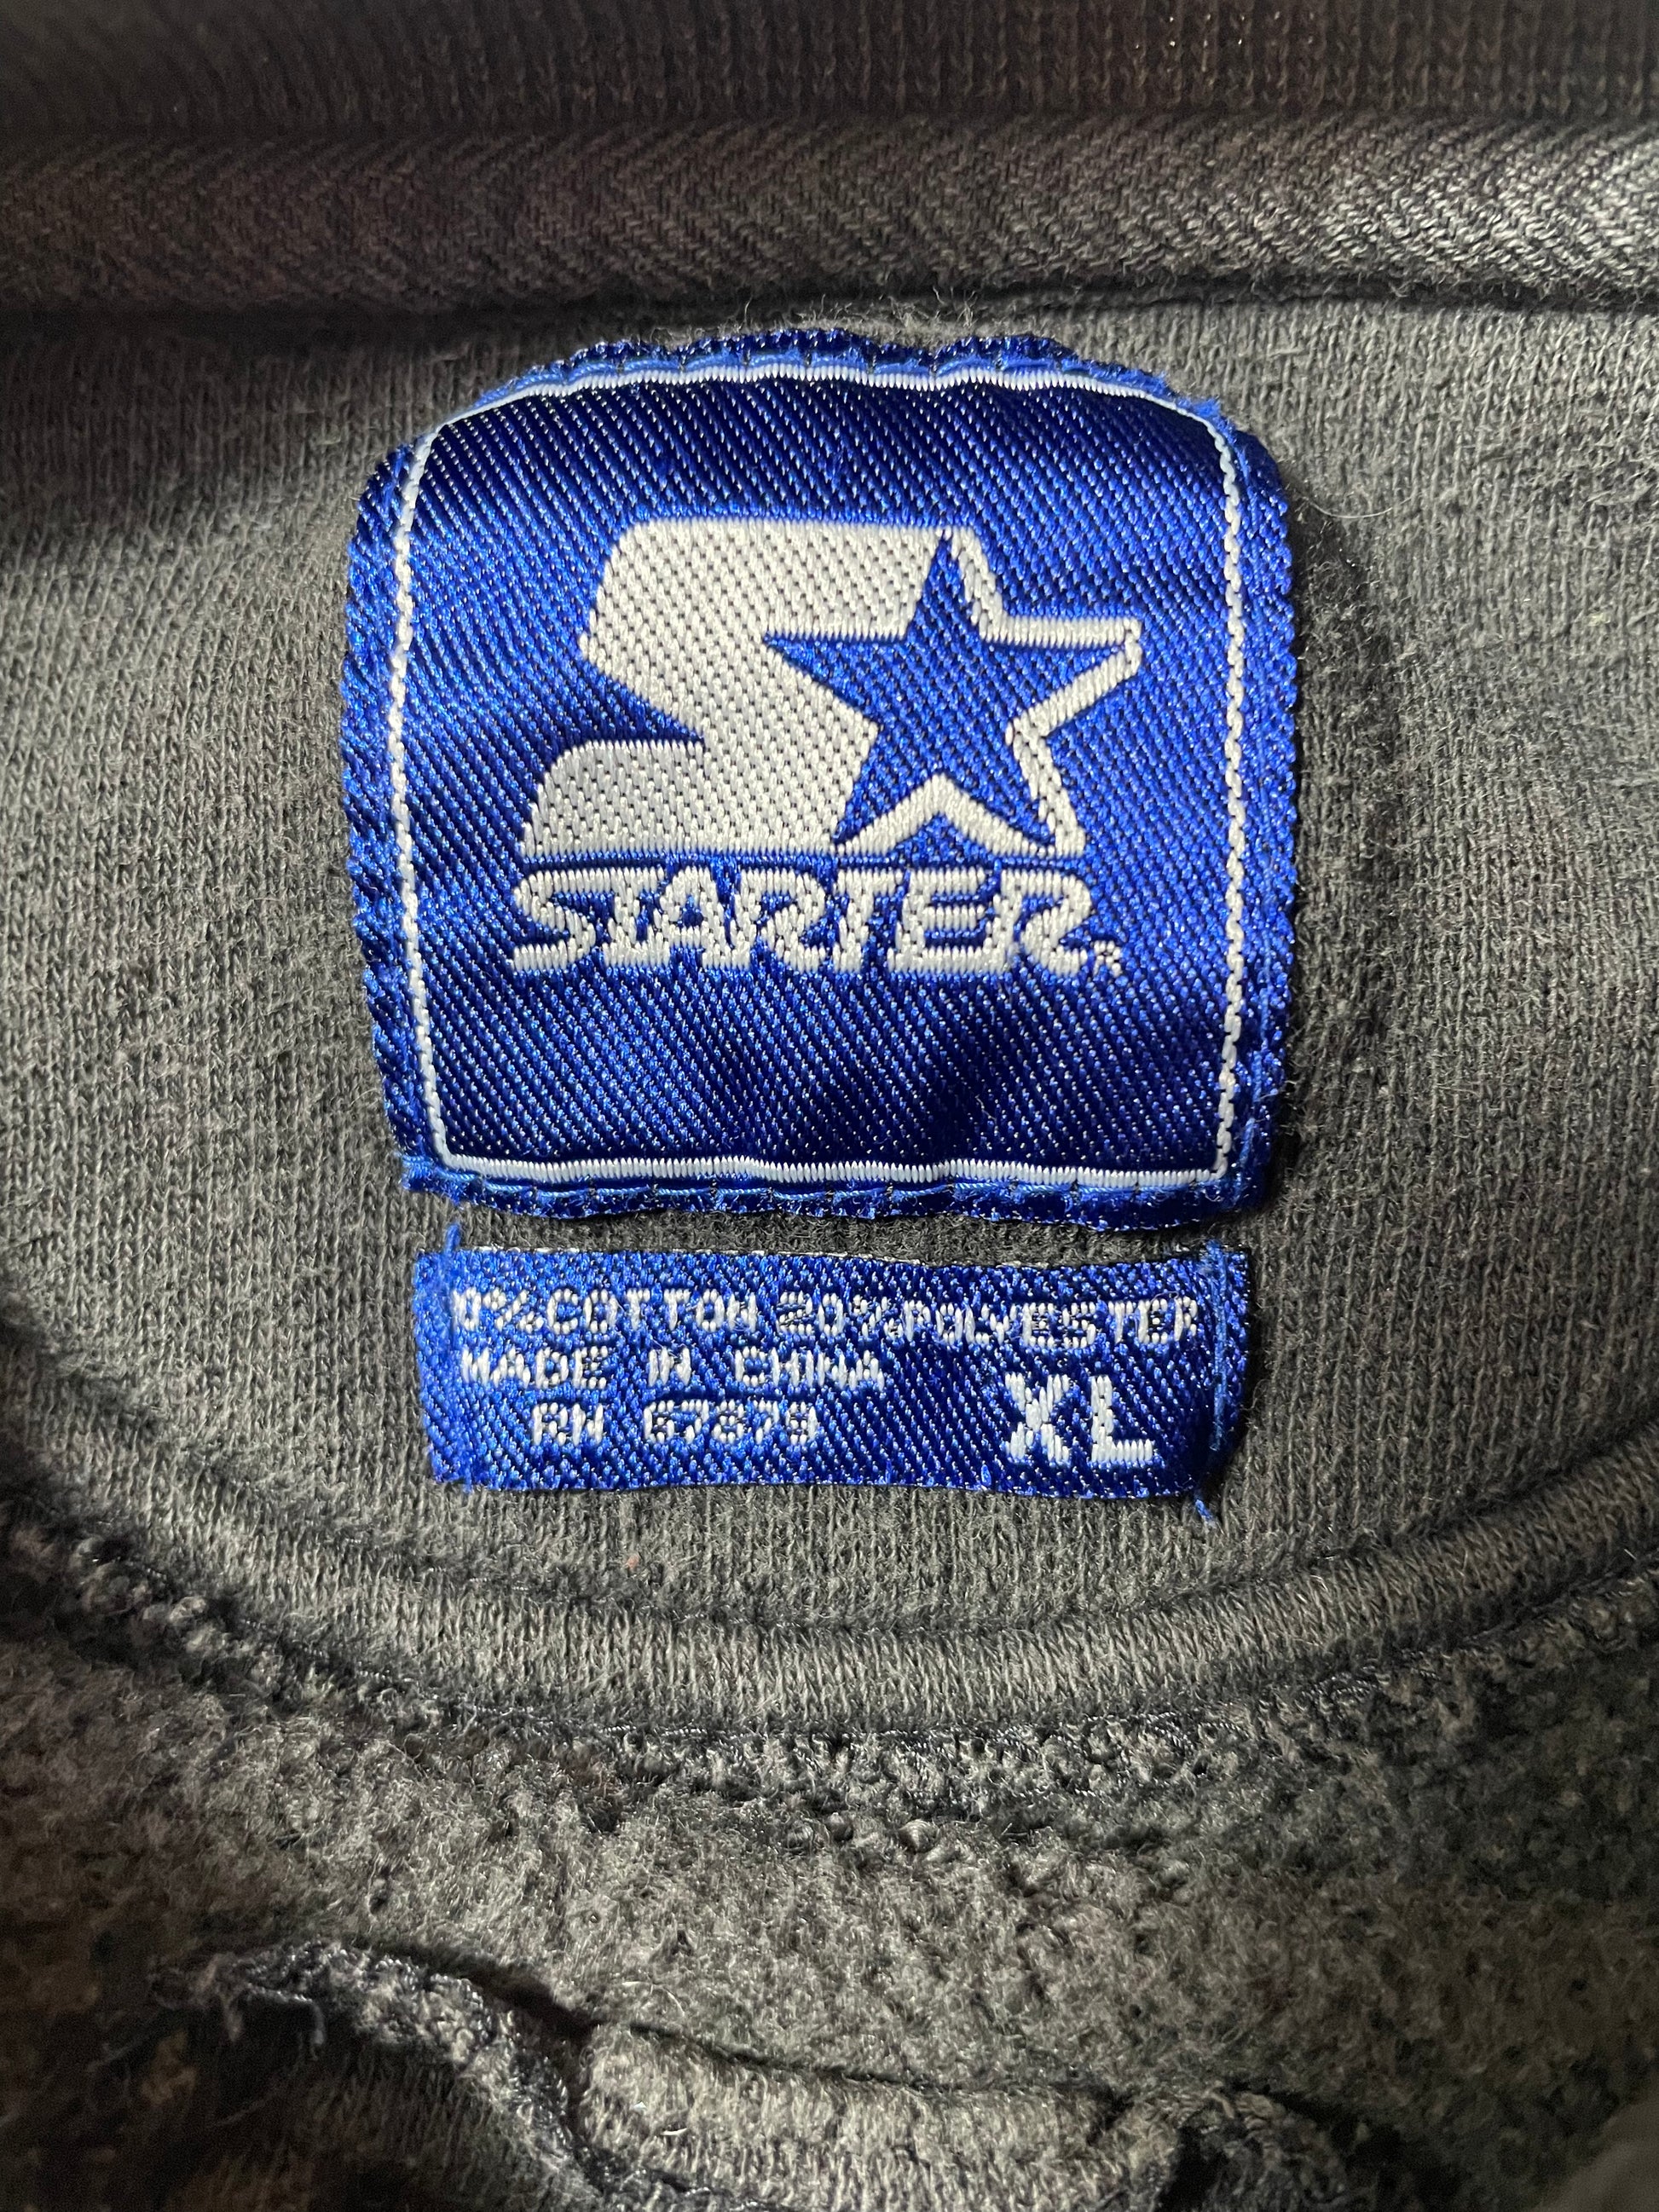 STARTER®
0%COTTON 20%POLYESTER
MADE IN CHINA
RN 67879
XL